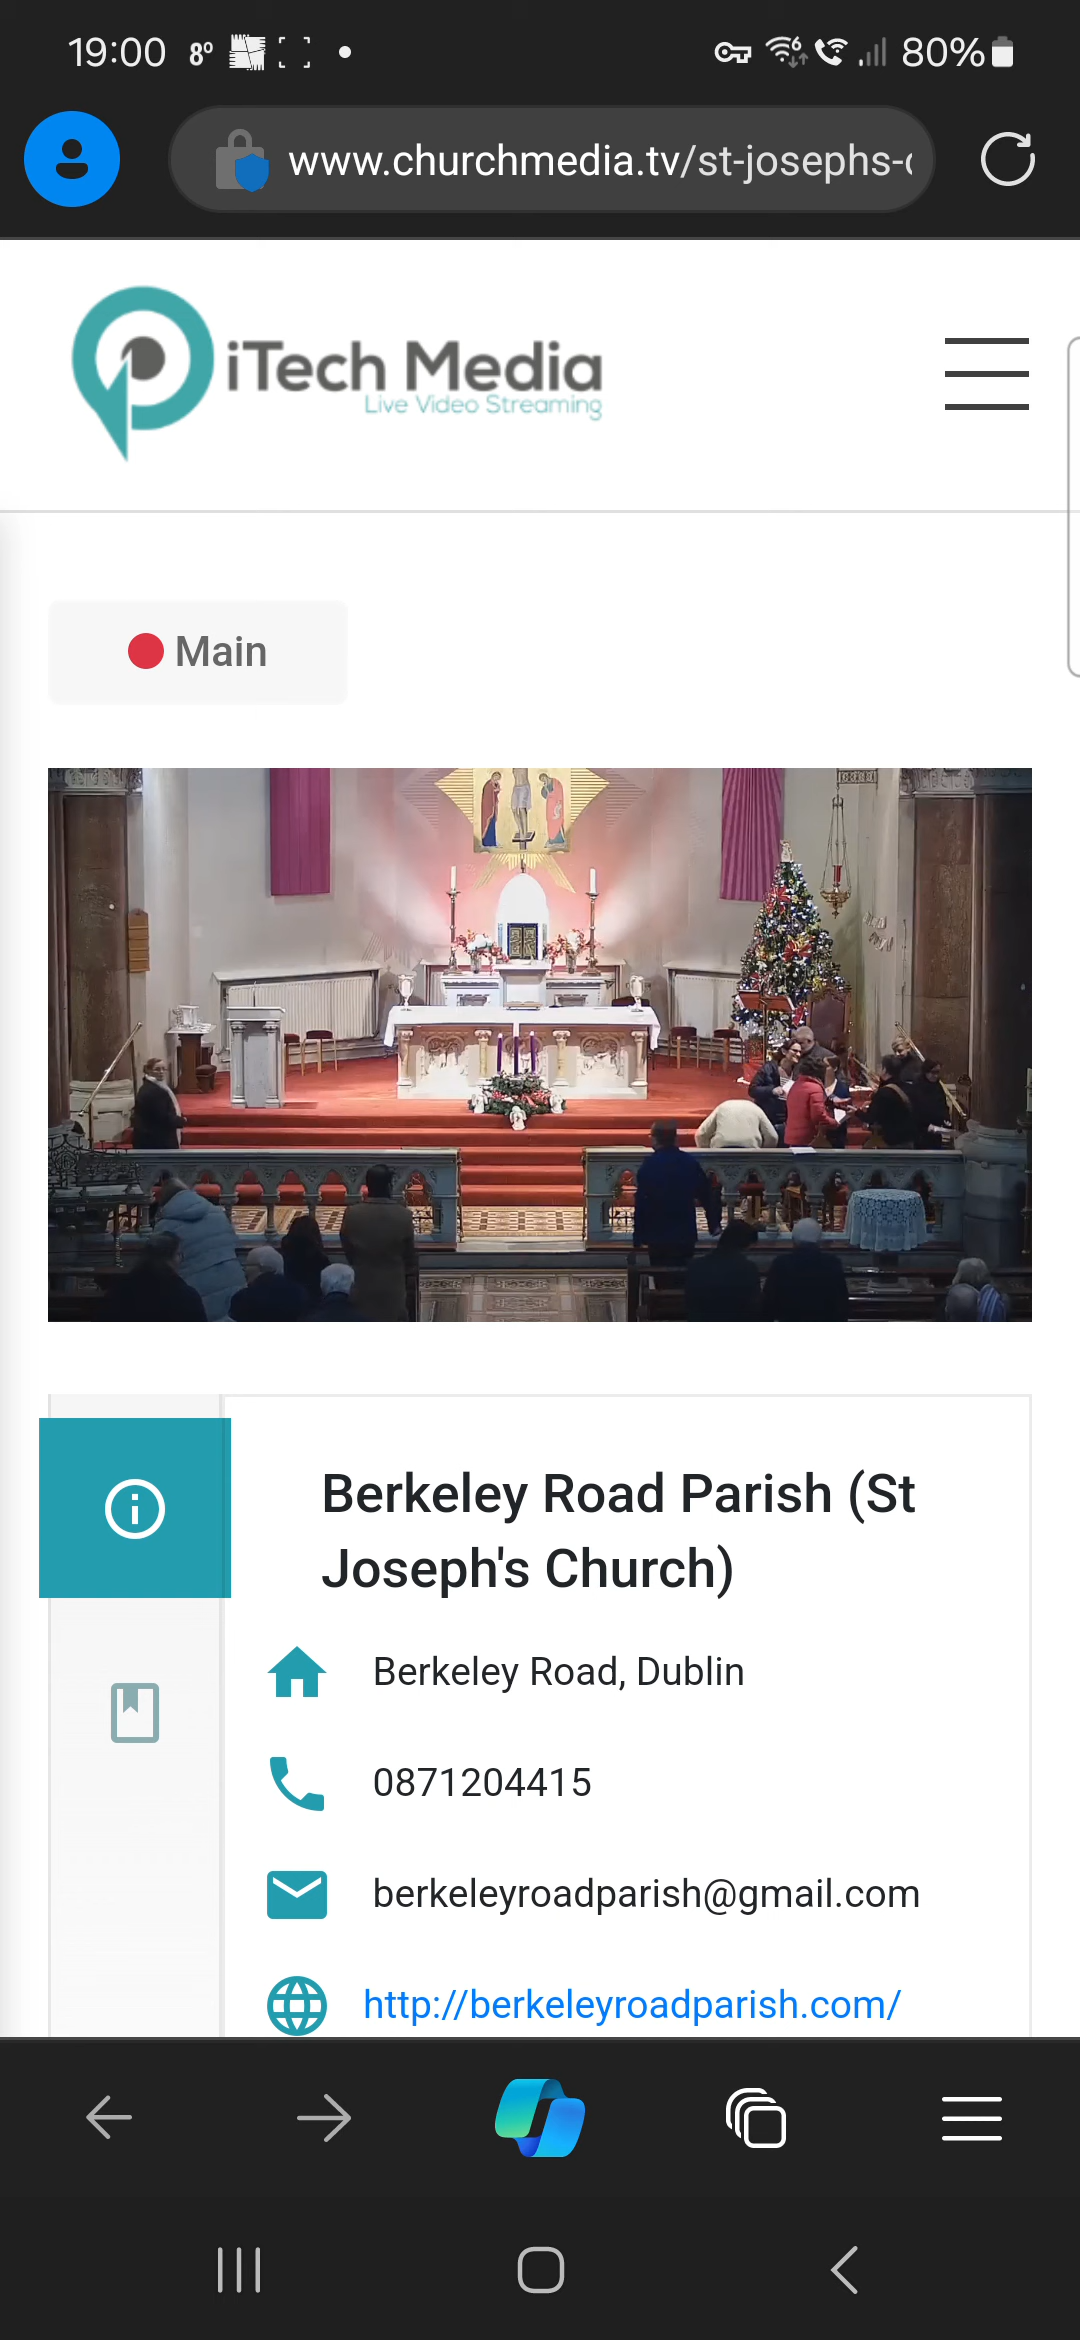 19:00 8° 80%
www.churchmedia.tv/st-josephs-
iTech Media
Live Video Streaming
Main
Berkeley Road Parish (St
Joseph's Church)
Berkeley Road, Dublin
0871204415
berkeleyroadparish@gmail.com
http://berkeleyroadparish.com/